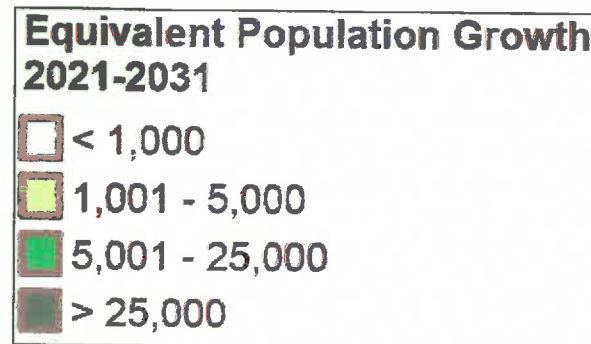 Equivalent Population Growth
2021-2031
< 1,000
1,001 - 5,000
5,001 - 25,000
> 25,000